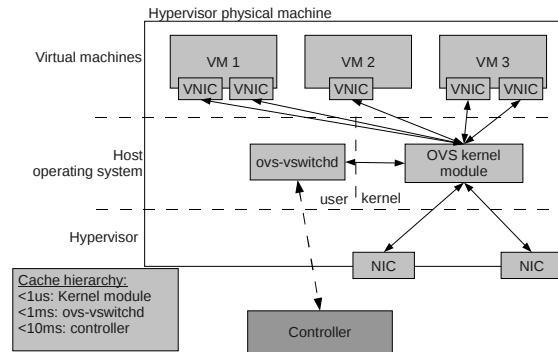 Hypervisor physical machine
Virtual machines
VM 1
VM 2
VM 3
VNIC
VNIC
VNIC
VNIC
VNIC
Host
operating system
ovs-vswitchd
OVS kernel
module
user
kernel
Hypervisor
NIC
NIC
Cache hierarchy:
<1us: Kernel module
<1ms: ovs-vswitchd
<10ms: controller
Controller